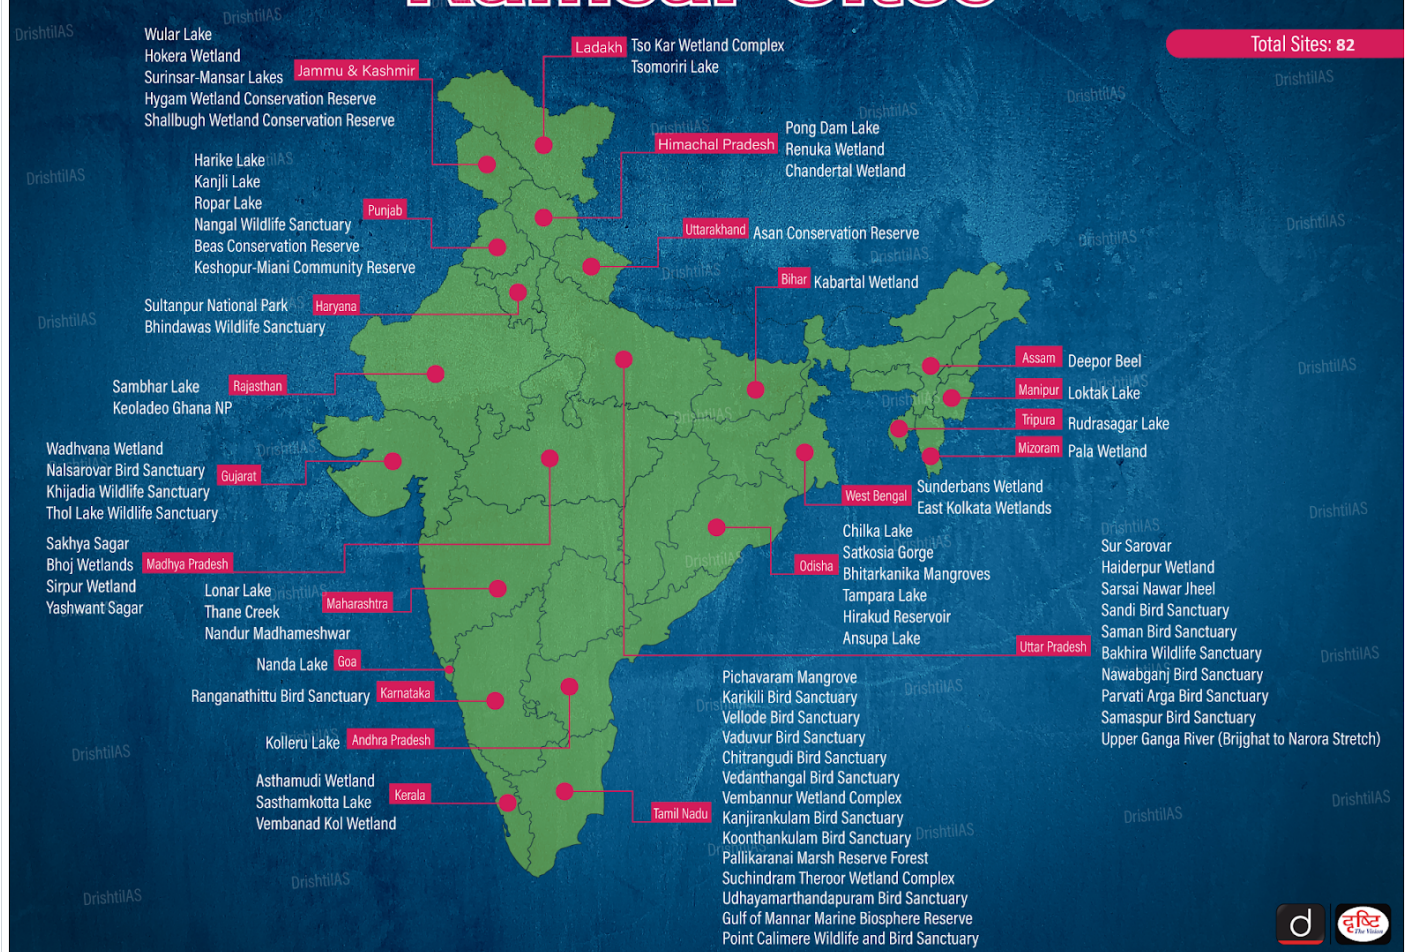 Ramsar Sites
Total Sites: 82
Wular Lake
Hokera Wetland
Surinsar-Mansar Lakes
Hygam Wetland Conservation Reserve
Shallbugh Wetland Conservation Reserve
Jammu & Kashmir
Ladakh
Tso Kar Wetland Complex
Tsomoriri Lake
Himachal Pradesh
Pong Dam Lake
Renuka Wetland
Chandertal Wetland
Harike Lake
Kanjli Lake
Ropar Lake
Nangal Wildlife Sanctuary
Beas Conservation Reserve
Keshopur-Miani Community Reserve
Punjab
Uttarakhand
Asan Conservation Reserve
Bihar
Kabartal Wetland
Sultanpur National Park
Bhindawas Wildlife Sanctuary
Haryana
Sambhar Lake
Keoladeo Ghana NP
Rajasthan
Assam
Deepor Beel
Manipur
Loktak Lake
Tripura
Rudrasagar Lake
Mizoram
Pala Wetland
Wadhvana Wetland
Nalsarovar Bird Sanctuary
Khijadia Wildlife Sanctuary
Thol Lake Wildlife Sanctuary
Gujarat
West Bengal
Sunderbans Wetland
East Kolkata Wetlands
Sakhya Sagar
Bhoj Wetlands
Sirpur Wetland
Yashwant Sagar
Madhya Pradesh
Odisha
Chilka Lake
Satkosia Gorge
Bhitarkanika Mangroves
Tampara Lake
Hirakud Reservoir
Ansupa Lake
Lonar Lake
Thane Creek
Nandur Madhameshwar
Maharashtra
Uttar Pradesh
Sur Sarovar
Haiderpur Wetland
Sarsai Nawar Jheel
Sandi Bird Sanctuary
Saman Bird Sanctuary
Bakhira Wildlife Sanctuary
Nawabganj Bird Sanctuary
Parvati Arga Bird Sanctuary
Samaspur Bird Sanctuary
Upper Ganga River (Brijghat to Narora Stretch)
Nanda Lake
Goa
Ranganathittu Bird Sanctuary
Karnataka
Kolleru Lake
Andhra Pradesh
Asthamudi Wetland
Sasthamkotta Lake
Vembanad Kol Wetland
Kerala
Tamil Nadu
Pichavaram Mangrove
Karikili Bird Sanctuary
Vellode Bird Sanctuary
Vaduvur Bird Sanctuary
Chitrangudi Bird Sanctuary
Vedanthangal Bird Sanctuary
Vembannur Wetland Complex
Kanjirankulam Bird Sanctuary
Koonthankulam Bird Sanctuary
Pallikaranai Marsh Reserve Forest
Suchindram Theroor Wetland Complex
Udhayamarthandapuram Bird Sanctuary
Gulf of Mannar Marine Biosphere Reserve
Point Calimere Wildlife and Bird Sanctuary
DrishtiIAS
d
दृष्टि
The Vision